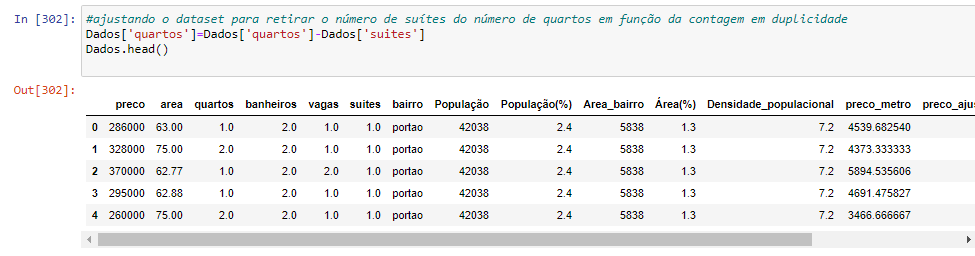 In [302]: #ajustando o dataset para retirar o número de suítes do número de quartos em função da contagem em duplicidade
Dados['quartos']=Dados['quartos']-Dados['suites']
Dados.head()
Out[302]:
preco area quartos banheiros vagas suites bairro População População(%) Area_bairro Área(%) Densidade_populacional preco_metro preco_aju
0 286000 63.00 1.0 2.0 1.0 1.0 portao 42038 2.4 5838 1.3 7.2 4539.682540
1 328000 75.00 2.0 2.0 1.0 1.0 portao 42038 2.4 5838 1.3 7.2 4373.333333
2 370000 62.77 1.0 2.0 2.0 1.0 portao 42038 2.4 5838 1.3 7.2 5894.535606
3 295000 62.88 1.0 2.0 1.0 1.0 portao 42038 2.4 5838 1.3 7.2 4691.475827
4 260000 75.00 2.0 2.0 1.0 1.0 portao 42038 2.4 5838 1.3 7.2 3466.666667